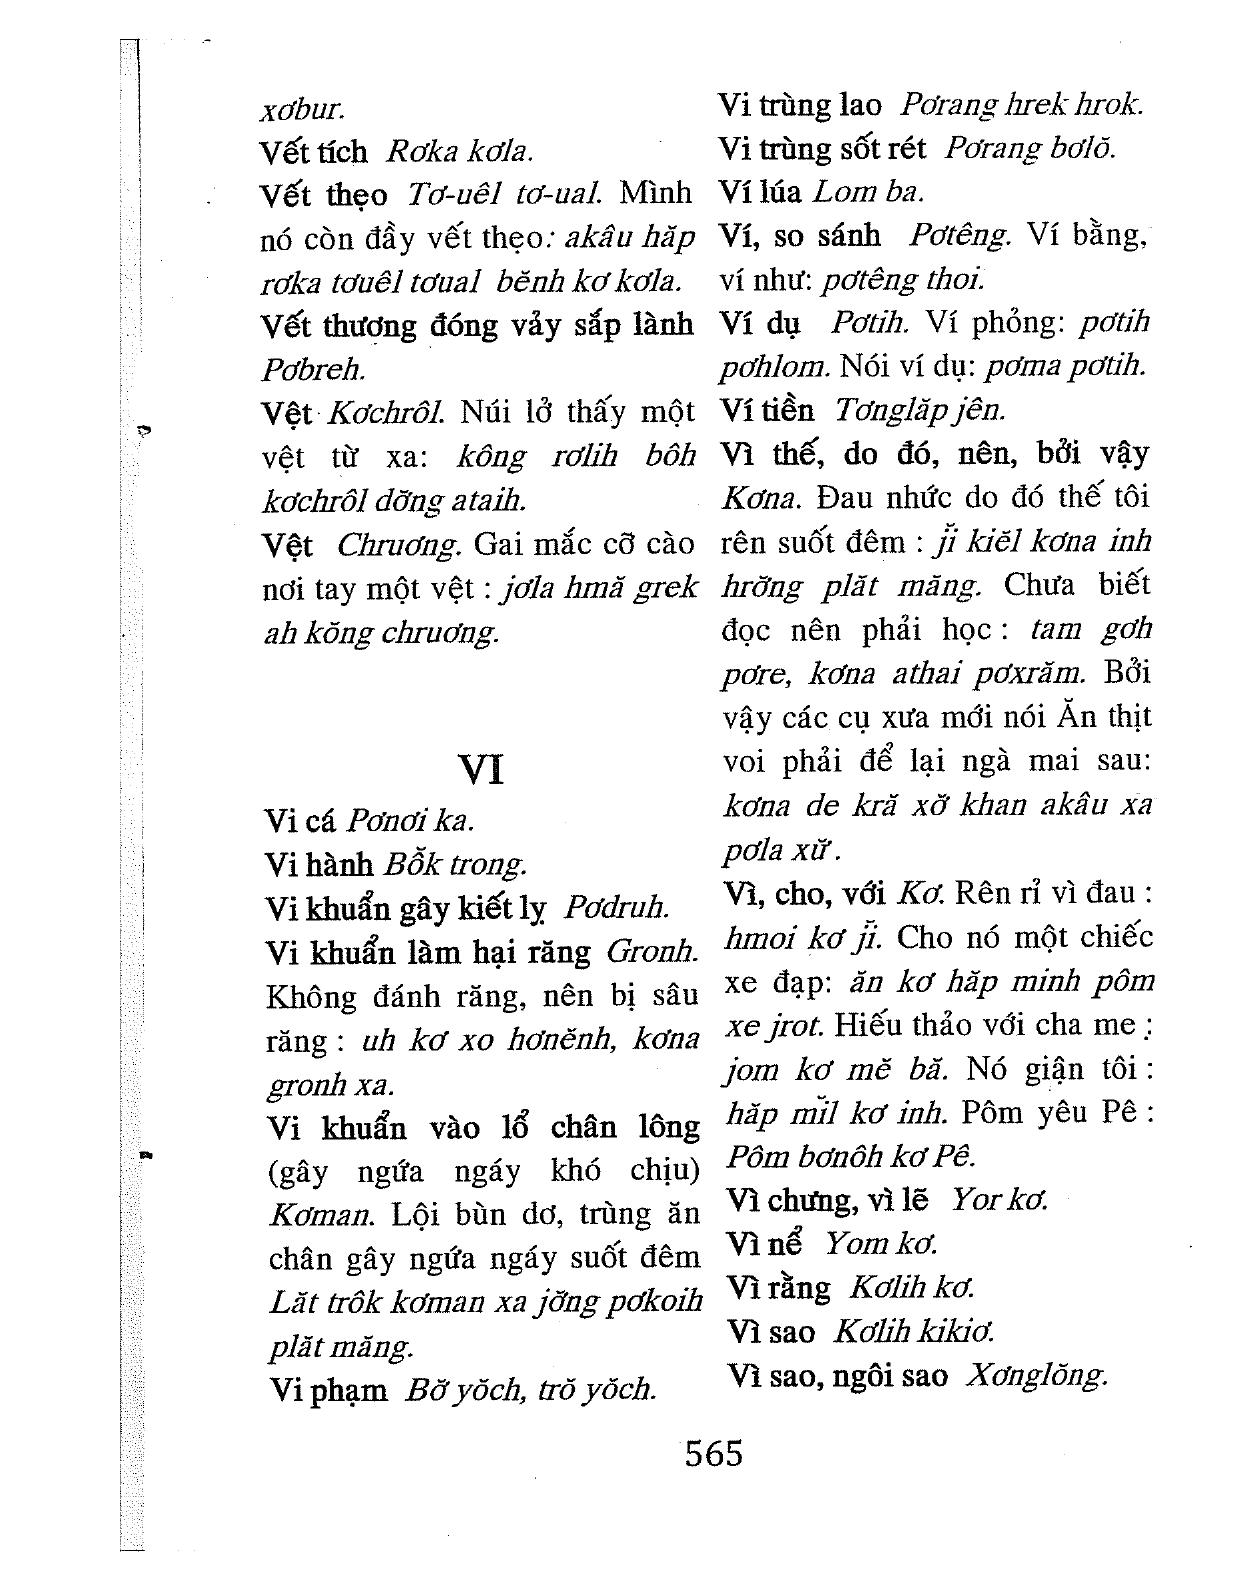 xơbur.
Vết tích Rơka kơla.
Vết thẹo Tơ-uêl tơ-ual. Mình
nó còn đầy vết thẹo: akâu hăp
rơka tơuêl tơual bĕnh kơ kơla.
Vết thương đóng vảy sắp lành
Pơbreh.
Vệt Kơchrôl. Núi lở thấy một
vệt từ xa: kông rơlih bôh
kơchrôl dơ̆ng ataih.
Vệt Chruơng. Gai mắc cỡ cào
nơi tay một vệt : jơla hmă grek
ah kŏng chruơng.
VI
Vi cá Pơnơi ka.
Vi hành Bô̆k trong.
Vi khuẩn gây kiết lỵ Pơdruh.
Vi khuẩn làm hại răng Gronh.
Không đánh răng, nên bị sâu
răng : uh kơ xo hơnĕnh, kơna
gronh xa.
Vi khuẩn vào lổ chân lông
(gây ngứa ngáy khó chịu)
Kơman. Lội bùn dơ, trùng ăn
chân gây ngứa ngáy suốt đêm
Lăt trôk kơman xa jơ̆ng pơkoih
plăt măng.
Vi phạm Bơ̆ yŏch, trŏ yŏch.
Vi trùng lao Pơrang hrek hrok.
Vi trùng sốt rét Pơrang bơlŏ.
Ví lúa Lom ba.
Ví, so sánh Pơtêng. Ví bằng,
ví như: pơtêng thoi.
Ví dụ Pơtih. Ví phỏng: pơtih
pơhlom. Nói ví dụ: pơma pơtih.
Ví tiền Tơnglăp jên.
Vì thế, do đó, nên, bởi vậy
Kơna. Đau nhức do đó thế tôi
rên suốt đêm : jĭ kiĕl kơna inh
hrơ̆ng plăt măng. Chưa biết
đọc nên phải học : tam gơh
pơre, kơna athai pơxrăm. Bởi
vậy các cụ xưa mới nói Ăn thịt
voi phải để lại ngà mai sau:
kơna de kră xơ̆ khan akâu xa
pơla xư̆ .
Vì, cho, với Kơ. Rên rỉ vì đau :
hmoi kơ jĭ. Cho nó một chiếc
xe đạp: ăn kơ hăp minh pôm
xe jrot. Hiếu thảo với cha mẹ :
jom kơ mĕ bă. Nó giận tôi :
hăp mĭl kơ inh. Pôm yêu Pê :
Pôm bơnôh kơ Pê.
Vì chưng, vì lẽ Yor kơ.
Vì nể Yom kơ.
Vì rằng Kơlih kơ.
Vì sao Kơlih kikiơ.
Vì sao, ngôi sao Xơnglŏng.
565